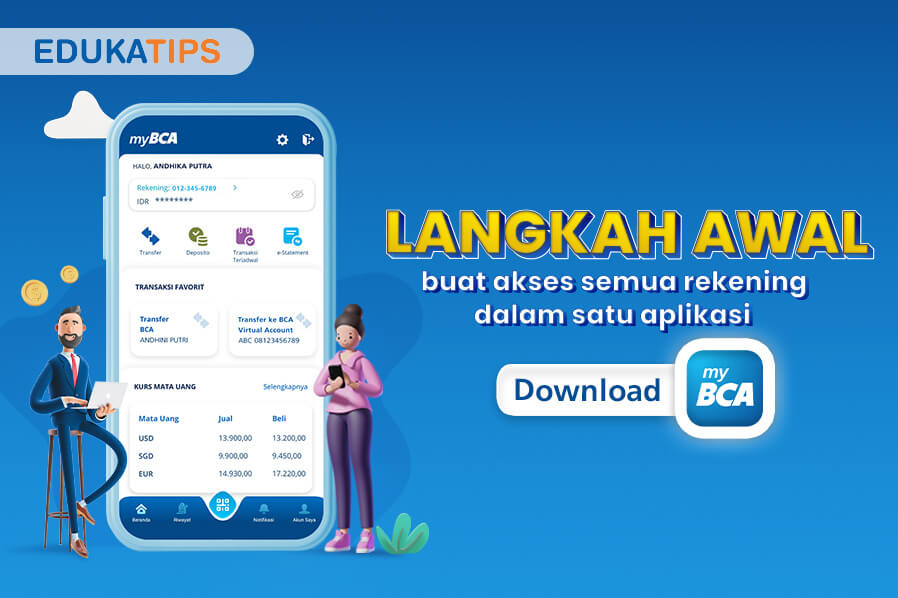 EDUKATIPS
myBCA
HALO, ANDHIKA PUTRA
Rekening: 012-345-6789 >
IDR ********
Transfer Deposito Transaksi Terjadwal e-Statement
TRANSAKSI FAVORIT
Transfer BCA
ANDHINI PUTRI
Transfer ke BCA Virtual Account
ABC 08123456789
KURS MATA UANG Selengkapnya
Mata Uang Jual Beli
USD 13.900,00 13.200,00
SGD 9.900,00 9.450,00
EUR 14.930,00 17.220,00
Beranda Riwayat Notifikasi Akun Saya
LANGKAH AWAL
buat akses semua rekening
dalam satu aplikasi
Download
my
BCA